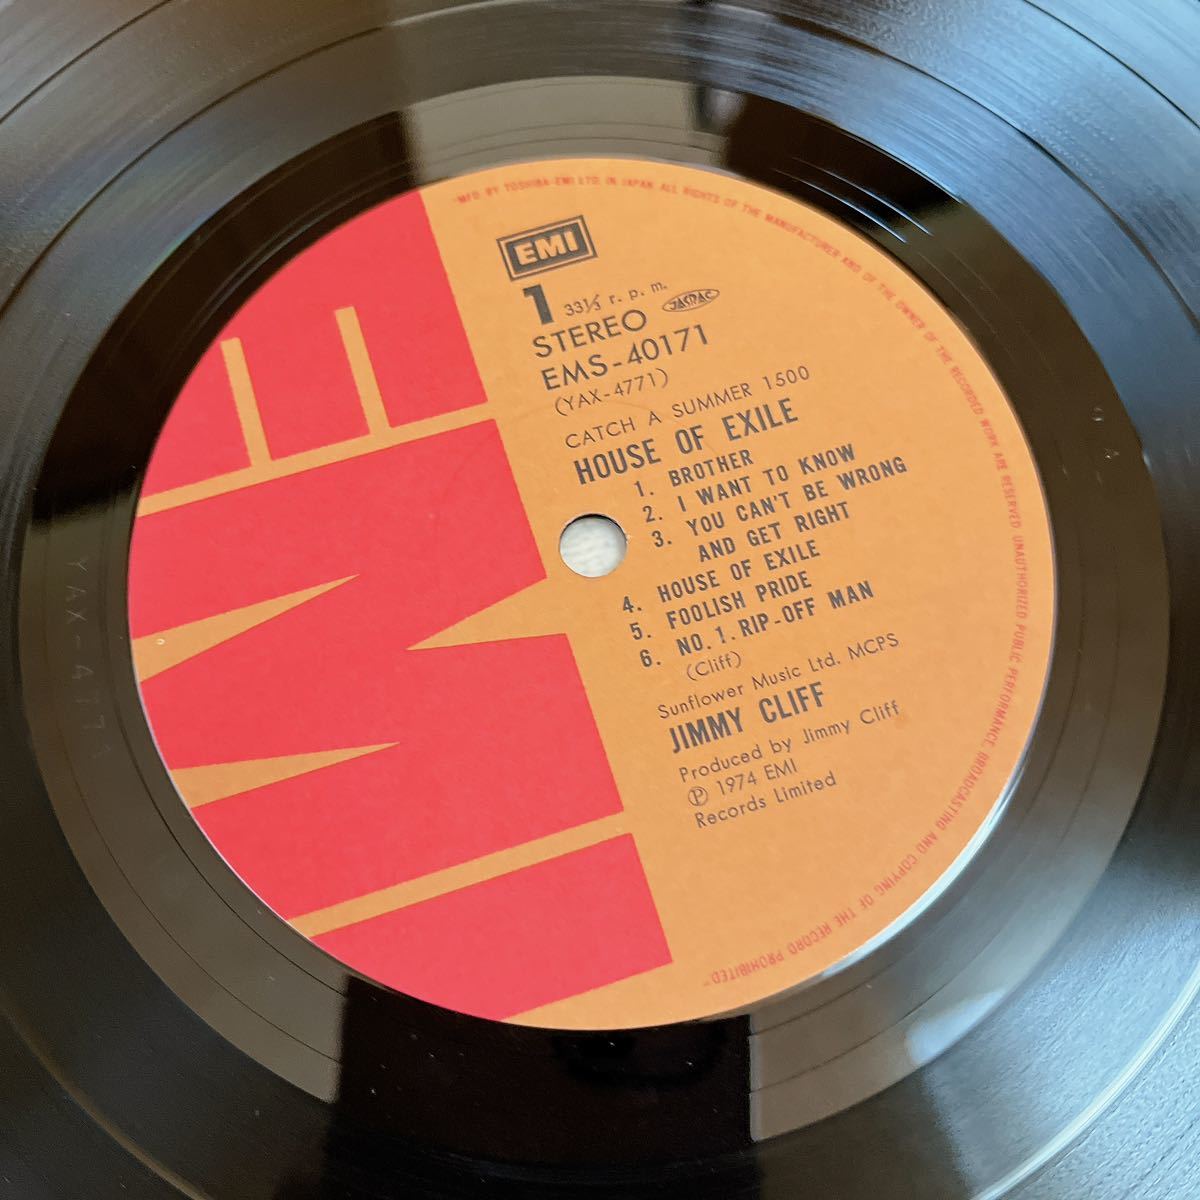 "MFD BY TOSHIBA-EMI LTD. IN JAPAN. ALL RIGHTS OF THE MANUFACTURER AND OF THE OWNER OF THE RECORDED WORK ARE RESERVED UNAUTHORIZED PUBLIC PERFORMANCE, BROADCASTING AND COPYING OF THE RECORD PROHIBITED"
EMI
1 33⅓ r. p. m. JASRAC
STEREO
EMS-40171
(YAX-4771)
CATCH A SUMMER 1500
HOUSE OF EXILE
1. BROTHER
2. I WANT TO KNOW
3. YOU CAN'T BE WRONG
AND GET RIGHT
4. HOUSE OF EXILE
5. FOOLISH PRIDE
6. NO. 1. RIP-OFF MAN
(Cliff)
Sunflower Music Ltd. MCPS
JIMMY CLIFF
Produced by Jimmy Cliff
Ⓟ 1974 EMI
Records Limited
EMI